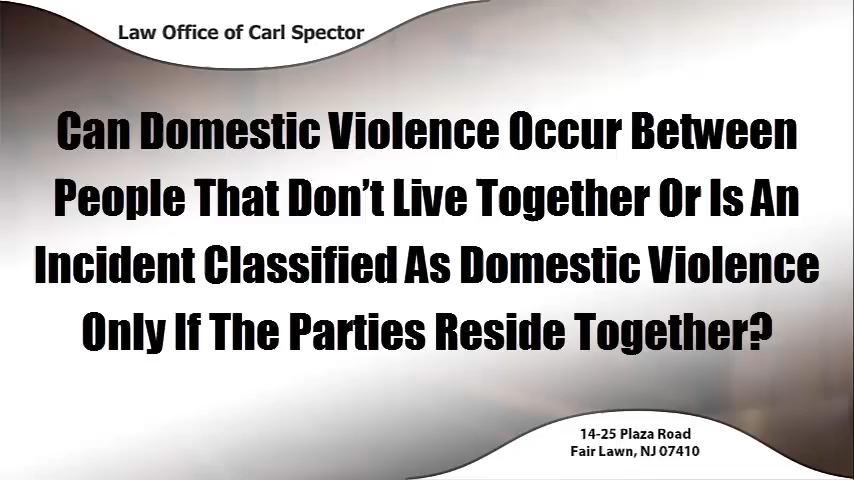 Law Office of Carl Spector
Can Domestic Violence Occur Between
People That Don’t Live Together Or Is An
Incident Classified As Domestic Violence
Only If The Parties Reside Together?
14-25 Plaza Road
Fair Lawn, NJ 07410